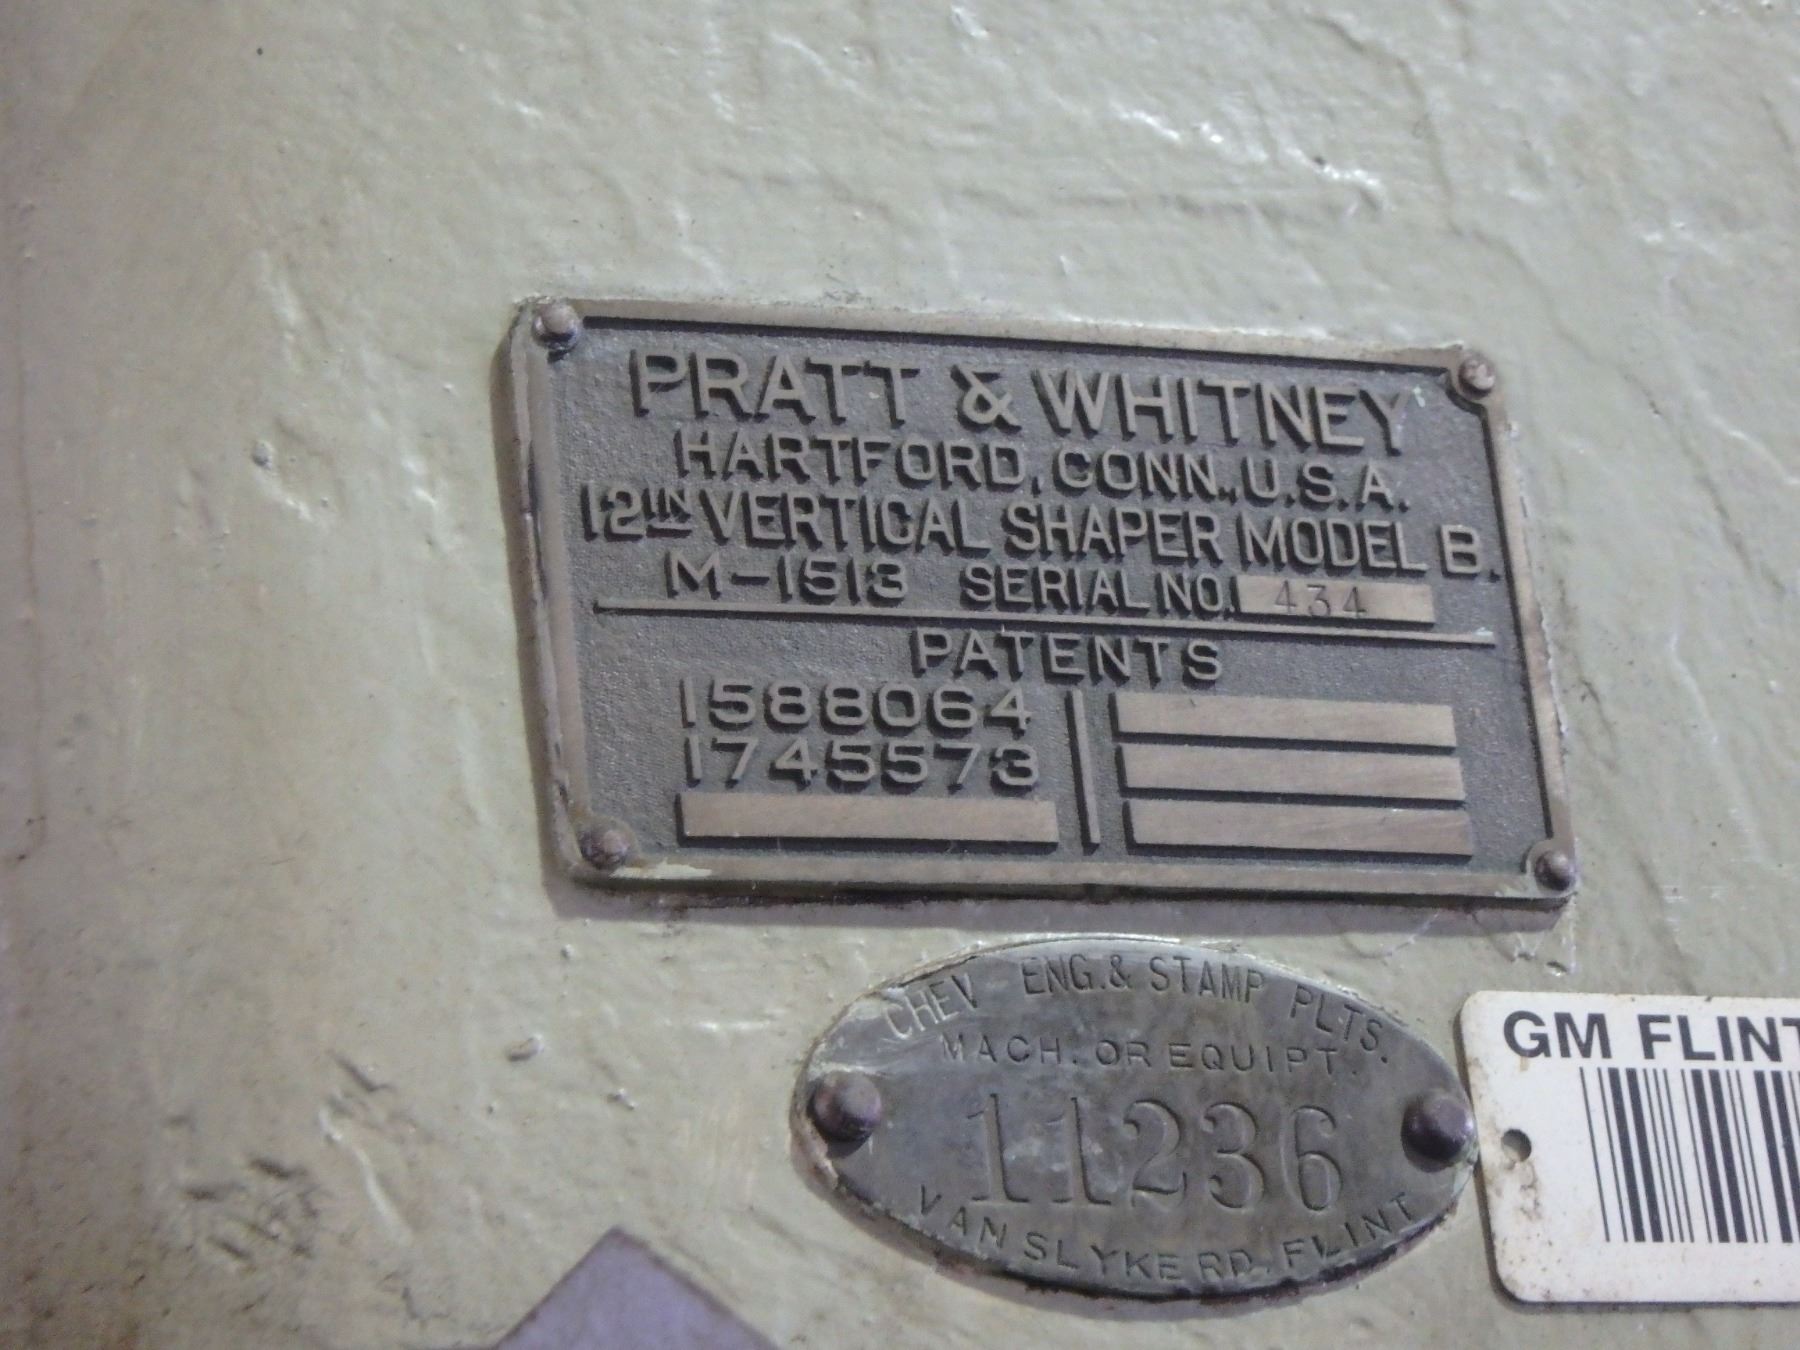 PRATT & WHITNEY
HARTFORD, CONN., U.S.A.
12IN VERTICAL SHAPER MODEL B.
M-1513 SERIAL NO. 434
PATENTS
1588064
1745573
CHEV ENG. & STAMP PLTS.
MACH. OR EQUIPT.
11236
VAN SLYKE RD. FLINT
GM FLINT